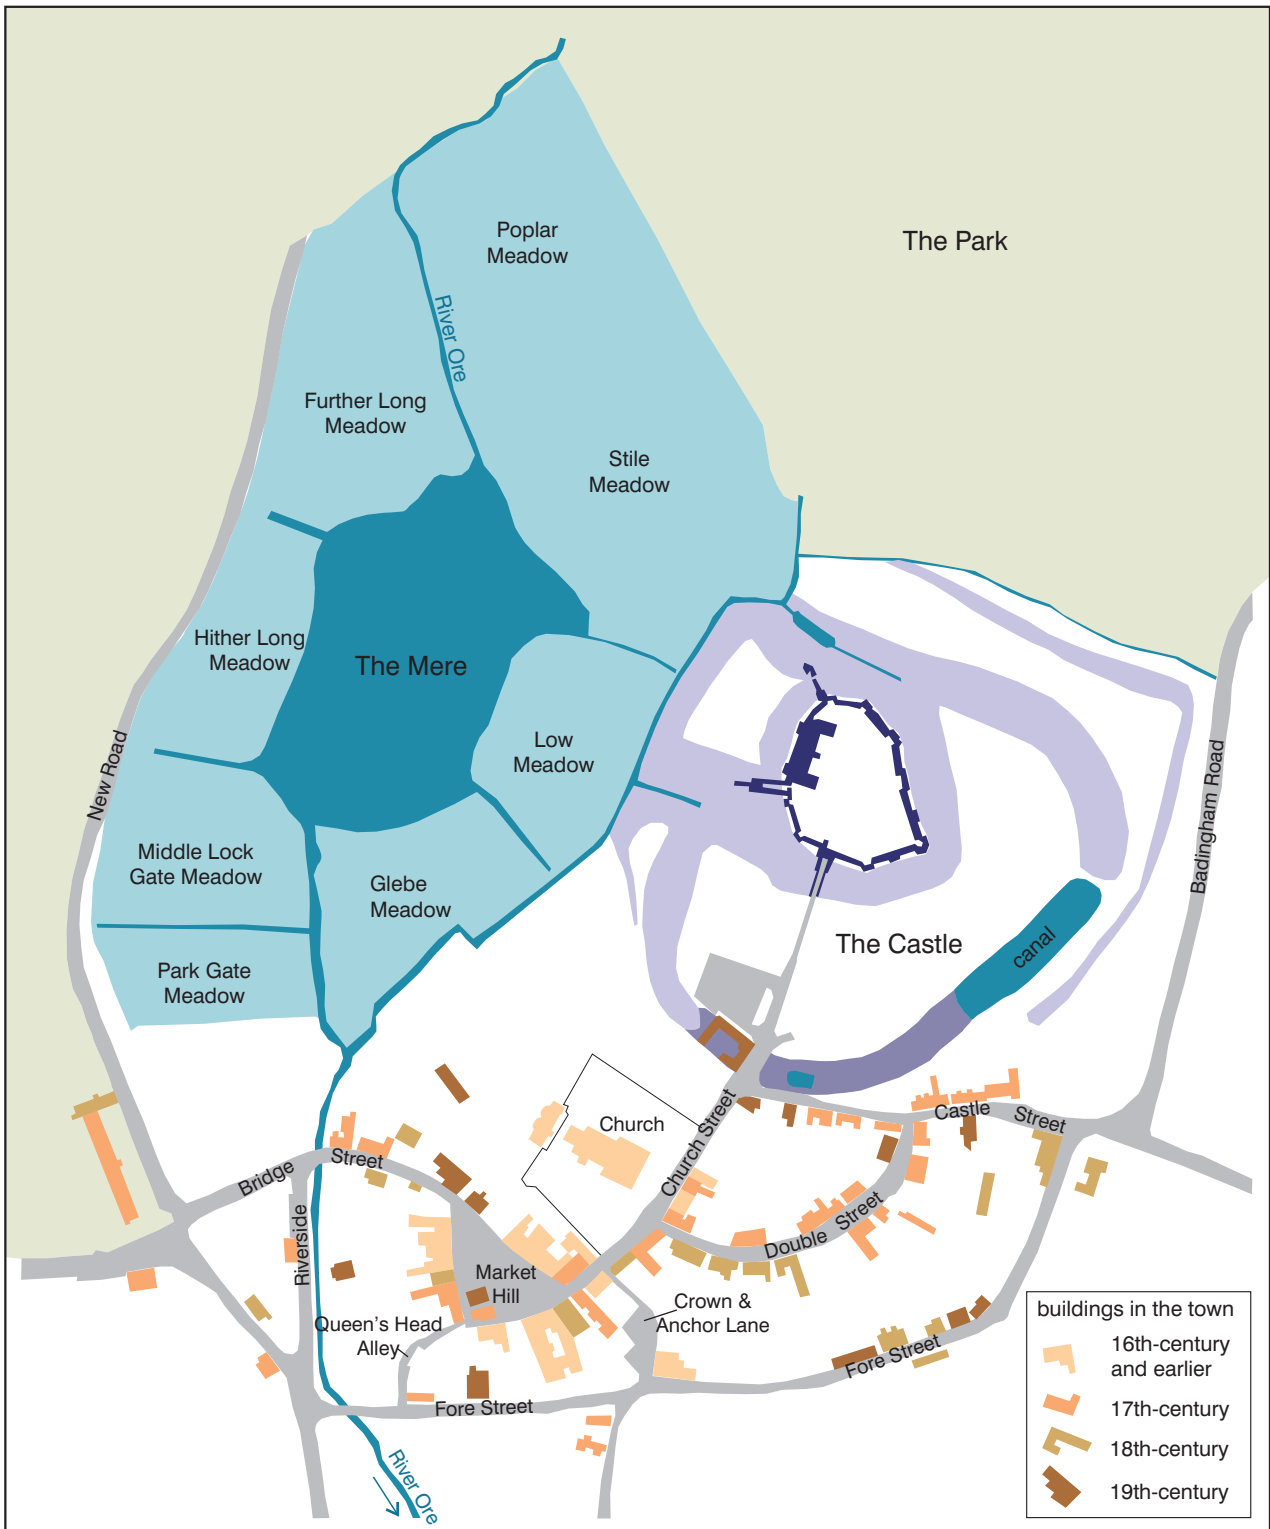 Poplar
Meadow
The Park
River Ore
Further Long
Meadow
Stile
Meadow
Hither Long
Meadow
The Mere
Low
Meadow
New Road
Badingham Road
Middle Lock
Gate Meadow
Glebe
Meadow
The Castle
canal
Park Gate
Meadow
Church
Church Street
Castle
Street
Bridge
Street
Double
Street
Riverside
Market
Hill
Crown &
Anchor Lane
Queen's Head
Alley
Fore Street
Fore Street
River Ore
buildings in the town
16th-century
and earlier
17th-century
18th-century
19th-century